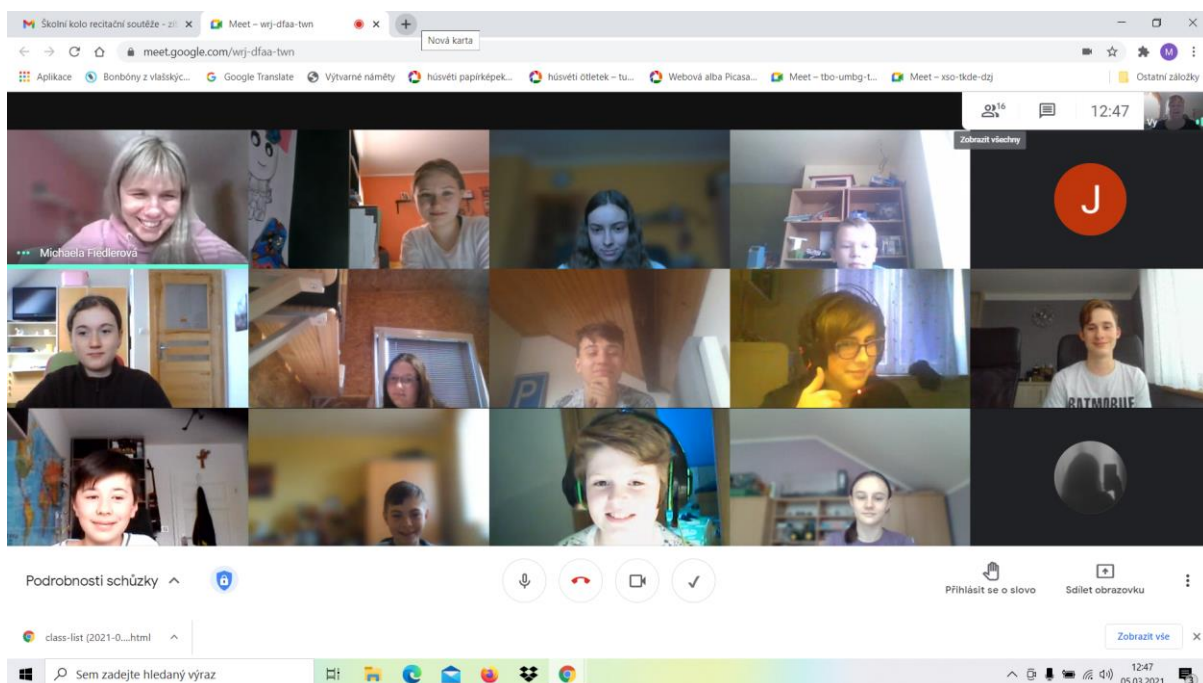 Školní kolo recitační soutěže - zá
Meet – wrj-dfaa-twn
Nová karta
meet.google.com/wrj-dfaa-twn
M
Aplikace
Bonbóny z vlašskýc...
Google Translate
Výtvarné náměty
húsvéti papírképek...
húsvéti ötletek – tu...
Webová alba Picasa...
Meet – tbo-umbg-t...
Meet – xso-tkde-dzj
Ostatní záložky
16
12:47
Vy
Zobrazit všechny
J
Michaela Fiedlerová
P
BATMOBILE
Podrobnosti schůzky
Přihlásit se o slovo
Sdílet obrazovku
class-list (2021-0....html
Zobrazit vše
Sem zadejte hledaný výraz
12:47
05.03.2021